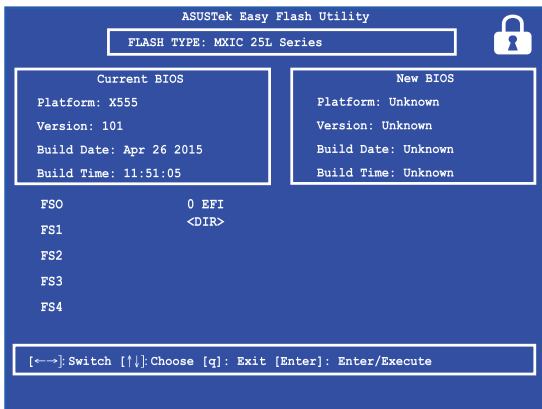 ASUSTek Easy Flash Utility
FLASH TYPE: MXIC 25L Series
Current BIOS
Platform: X555
Version: 101
Build Date: Apr 26 2015
Build Time: 11:51:05
New BIOS
Platform: Unknown
Version: Unknown
Build Date: Unknown
Build Time: Unknown
FSO
FS1
FS2
FS3
FS4
0 EFI
<DIR>
[←→]: Switch [↑↓]: Choose [q]: Exit [Enter]: Enter/Execute